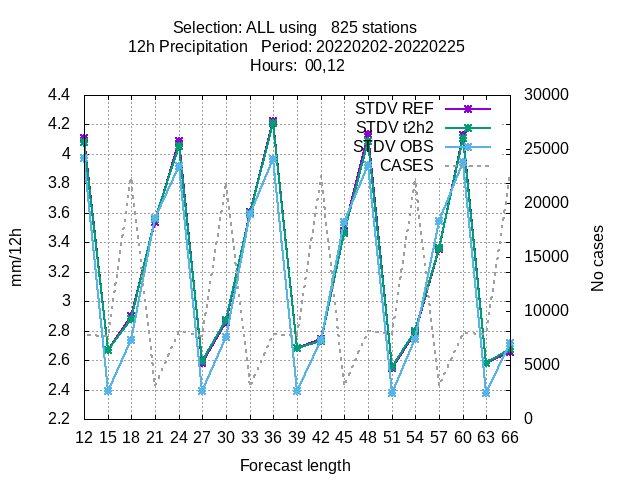 Selection: ALL using   825 stations
12h Precipitation   Period: 20220202-20220225
Hours:  00,12
STDV REF
STDV t2h2
STDV OBS
CASES
4.4
4.2
4
3.8
3.6
3.4
3.2
3
2.8
2.6
2.4
2.2
mm/12h
30000
25000
20000
15000
10000
5000
0
No cases
12 15 18 21 24 27 30 33 36 39 42 45 48 51 54 57 60 63 66
Forecast length